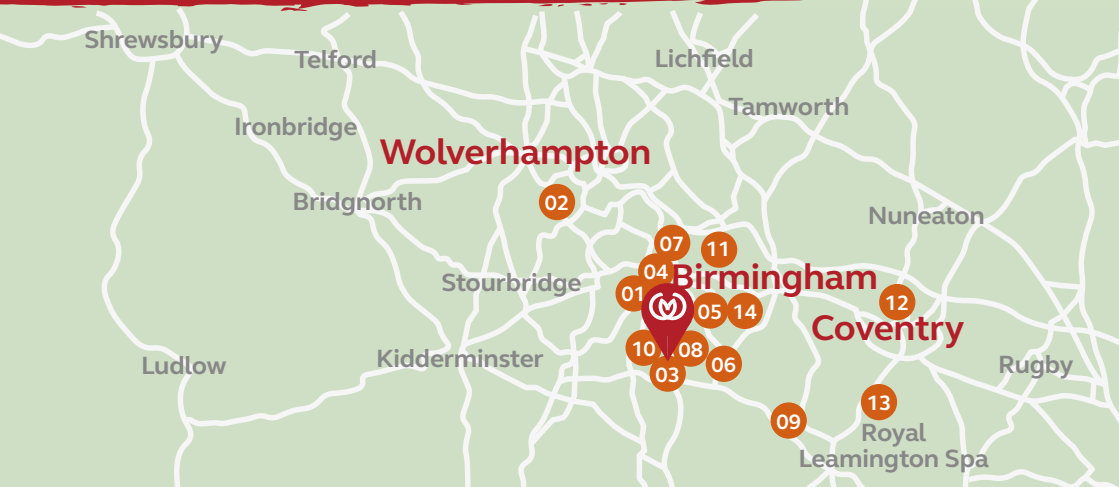 Shrewsbury
Telford
Lichfield
Tamworth
Ironbridge
Wolverhampton
Bridgnorth
02
Nuneaton
07
11
04
Birmingham
Stourbridge
01
12
05
14
Coventry
10
08
Kidderminster
06
Ludlow
Rugby
03
13
09
Royal
Leamington Spa